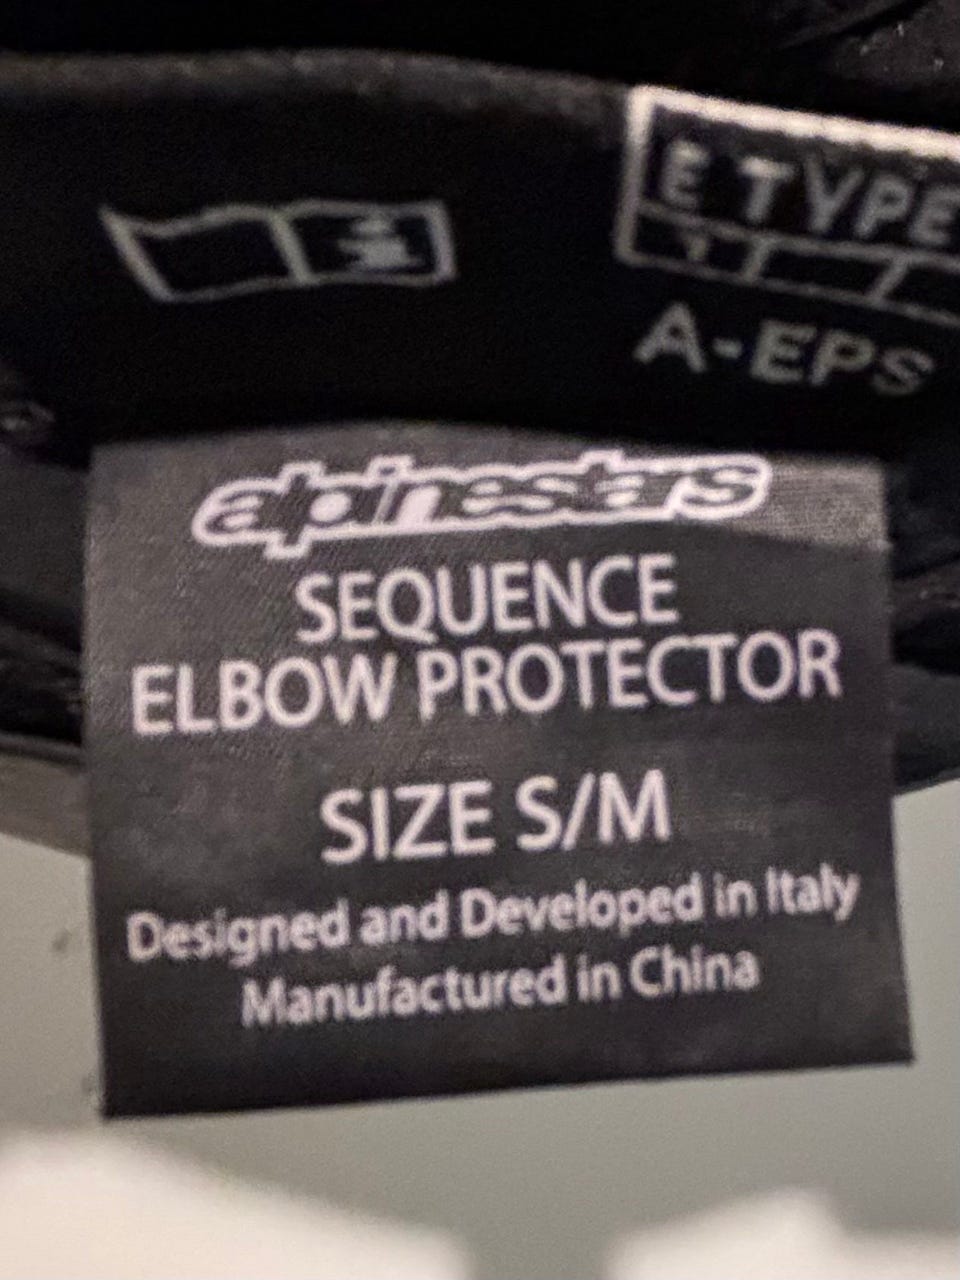 E TYPE
A-EPS
alpinestars
SEQUENCE
ELBOW PROTECTOR
SIZE S/M
Designed and Developed in Italy
Manufactured in China